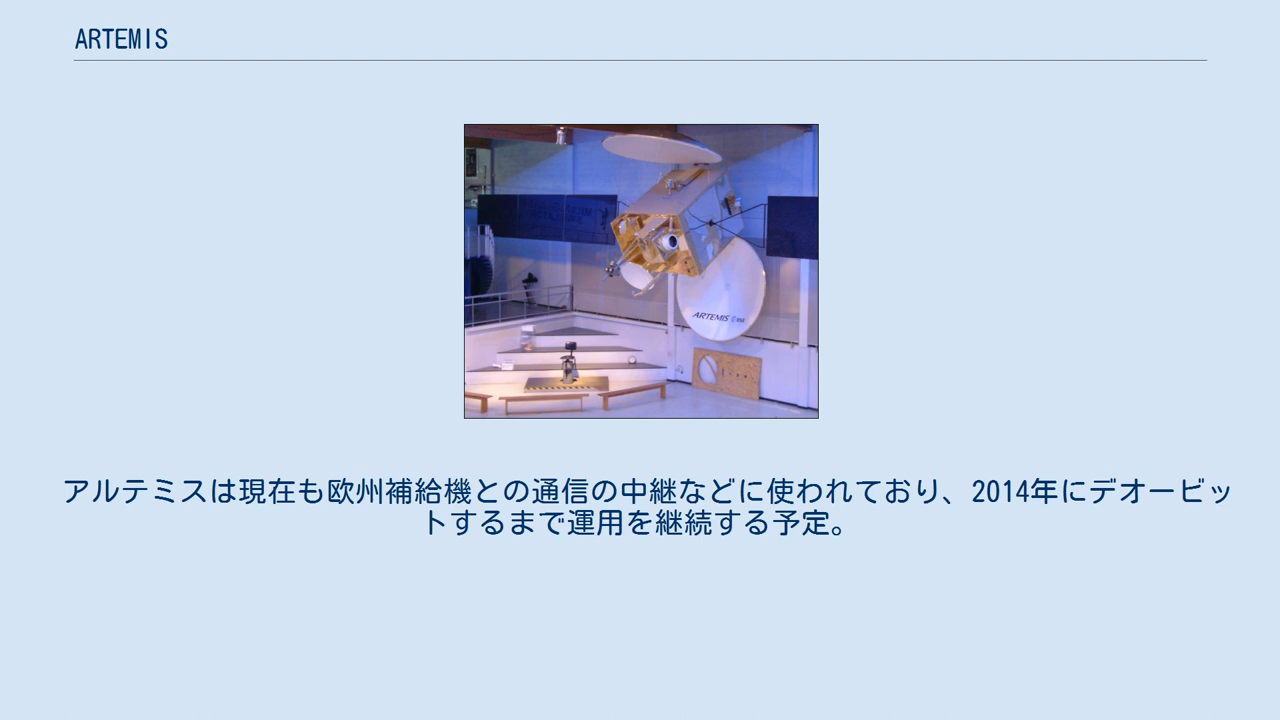 ARTEMIS
ARTEMIS esa
アルテミスは現在も欧州補給機との通信の中継などに使われており、2014年にデオービッ
トするまで運用を継続する予定。